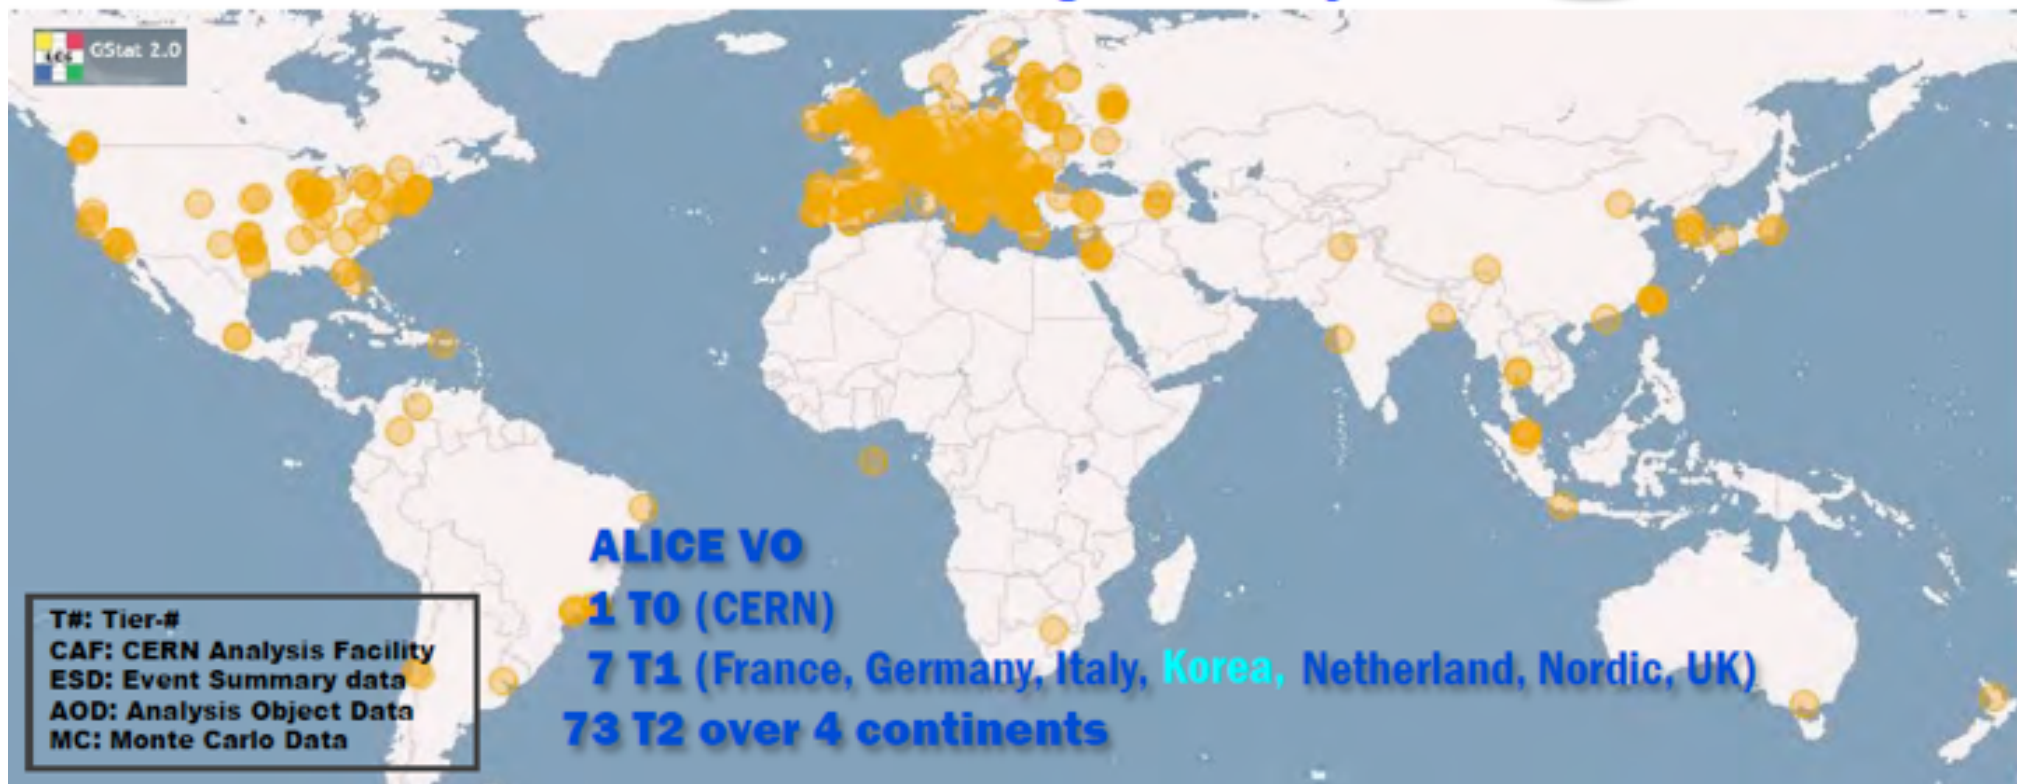 LCG GStat 2.0
ALICE VO
1 T0 (CERN)
7 T1 (France, Germany, Italy, Korea, Netherland, Nordic, UK)
73 T2 over 4 continents
T#: Tier-#
CAF: CERN Analysis Facility
ESD: Event Summary data
AOD: Analysis Object Data
MC: Monte Carlo Data